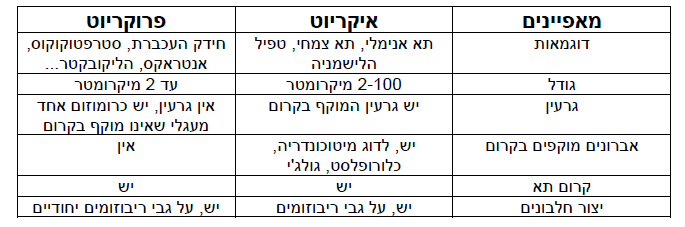 מאפיינים איקריוט פרוקריוט
דוגמאות תא אנימלי, תא צמחי, טפיל חידק העכברת, סטרפטוקוקוס,
הלישמניה אנטראקס, הליקובקטר...
גודל 2-100 מיקרומטר עד 2 מיקרומטר
גרעין יש גרעין המוקף בקרום אין גרעין, יש כרומוזום אחד
מעגלי שאינו מוקף בקרום
אברונים מוקפים בקרום יש, לדוג מיטוכונדריה, אין
כלורופלסט, גולג'י
קרום תא יש יש
יצור חלבונים יש, על גבי ריבוזומים יש, על גבי ריבוזומים יחודיים